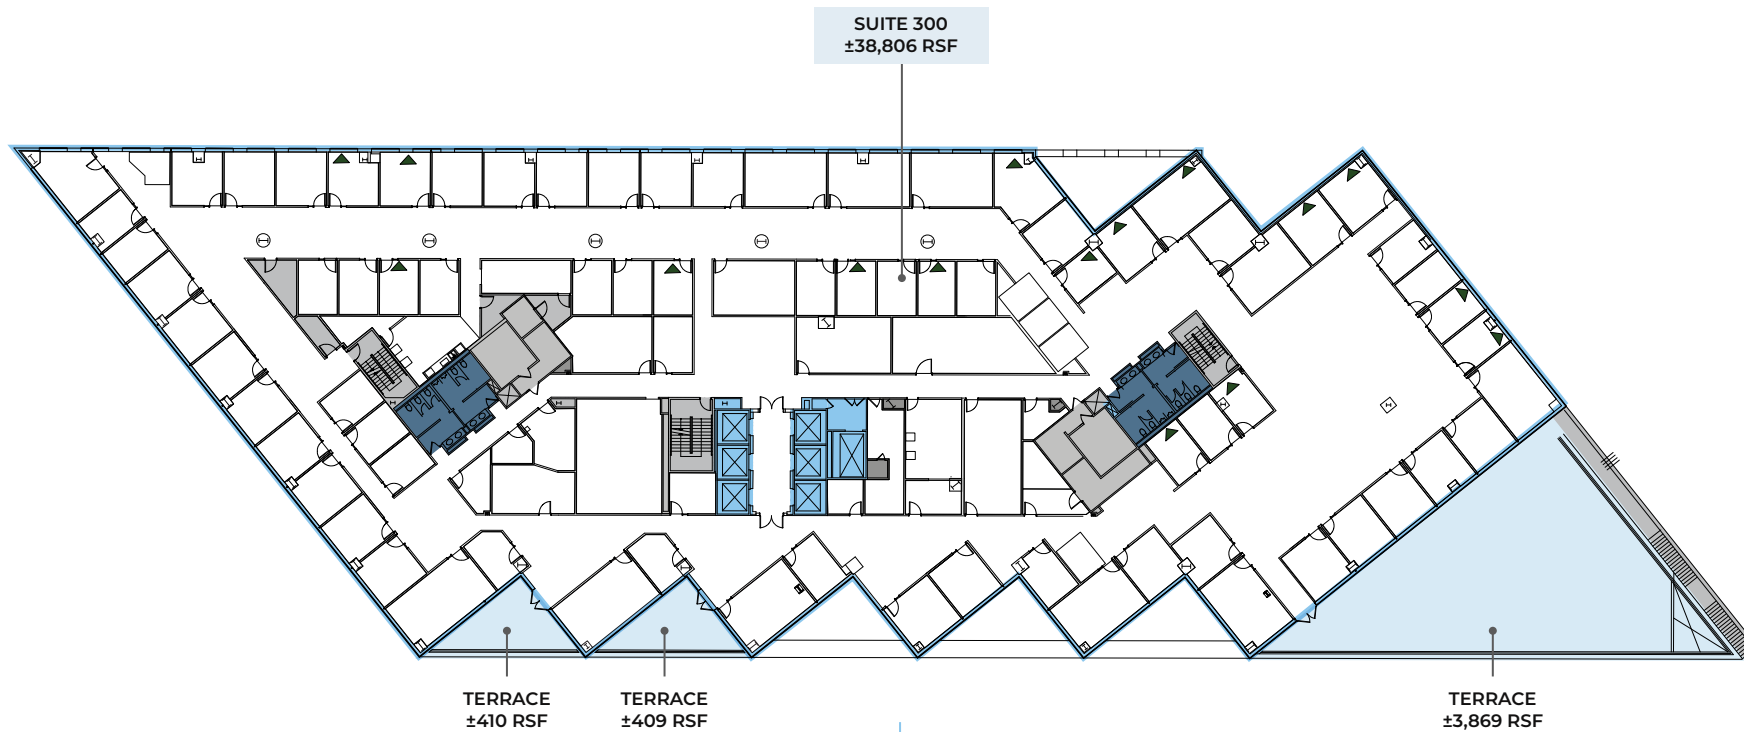 SUITE 300
±38,806 RSF
TERRACE
±410 RSF
TERRACE
±409 RSF
TERRACE
±3,869 RSF